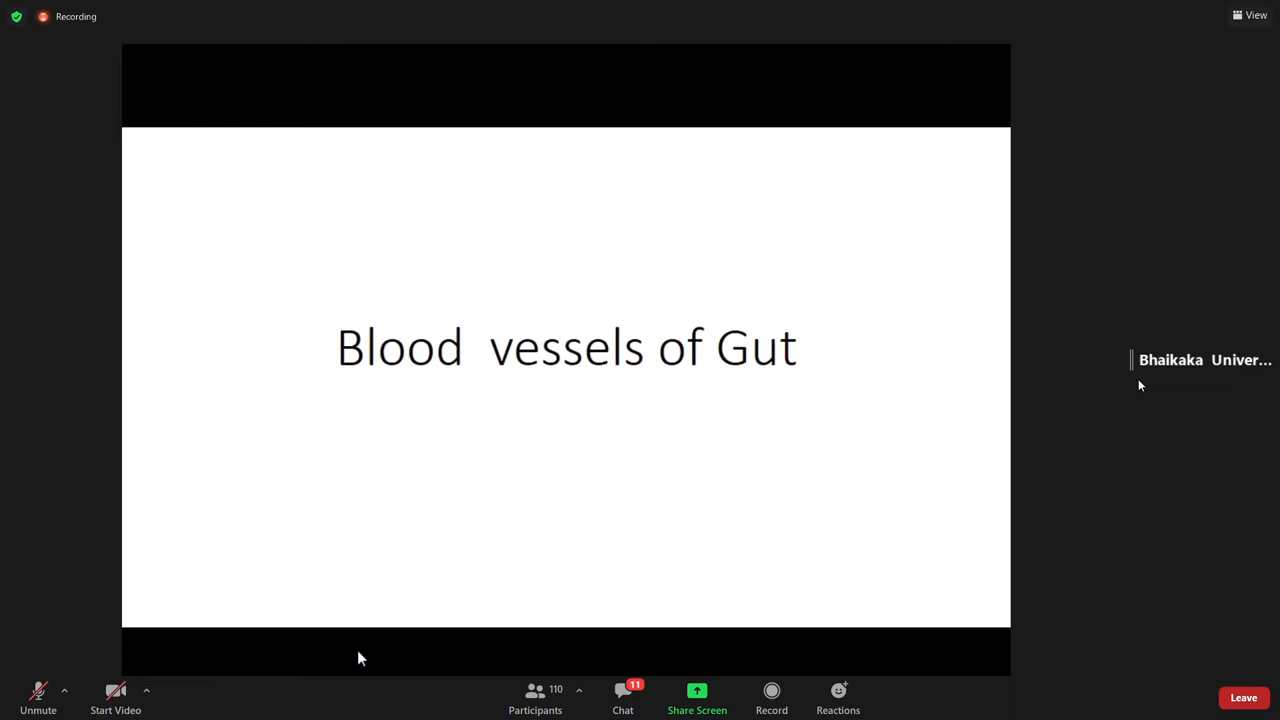 Recording
View
Blood vessels of Gut
Bhaikaka Univer...
Unmute
Start Video
110
Participants
11
Chat
Share Screen
Record
Reactions
Leave